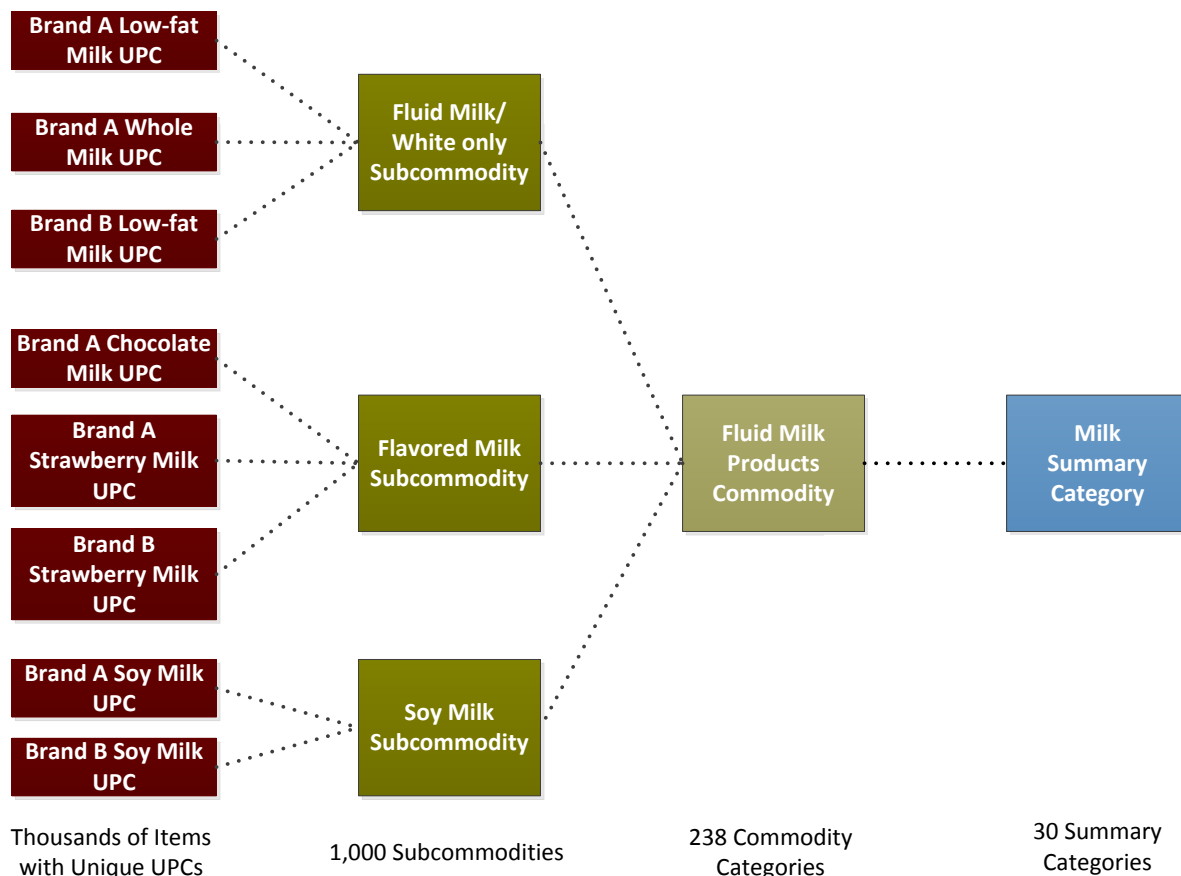 Brand A Low-fat
Milk UPC
Brand A Whole
Milk UPC
Brand B Low-fat
Milk UPC
Brand A Chocolate
Milk UPC
Brand A
Strawberry Milk
UPC
Brand B
Strawberry Milk
UPC
Brand A Soy Milk
UPC
Brand B Soy Milk
UPC
Thousands of Items
with Unique UPCs
Fluid Milk/
White only
Subcommodity
Flavored Milk
Subcommodity
Soy Milk
Subcommodity
1,000 Subcommodities
Fluid Milk
Products
Commodity
238 Commodity
Categories
Milk
Summary
Category
30 Summary
Categories